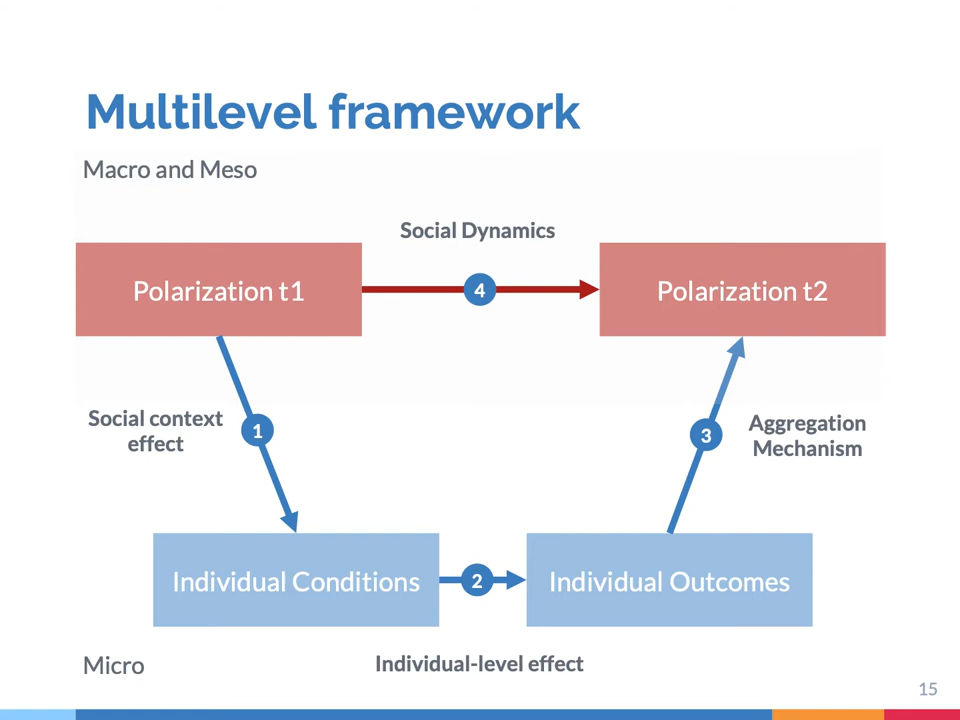 Multilevel framework
Macro and Meso
Social Dynamics
Polarization t1
4
Polarization t2
Social context
effect
1
3
Aggregation
Mechanism
Individual Conditions
2
Individual Outcomes
Micro
Individual-level effect
15